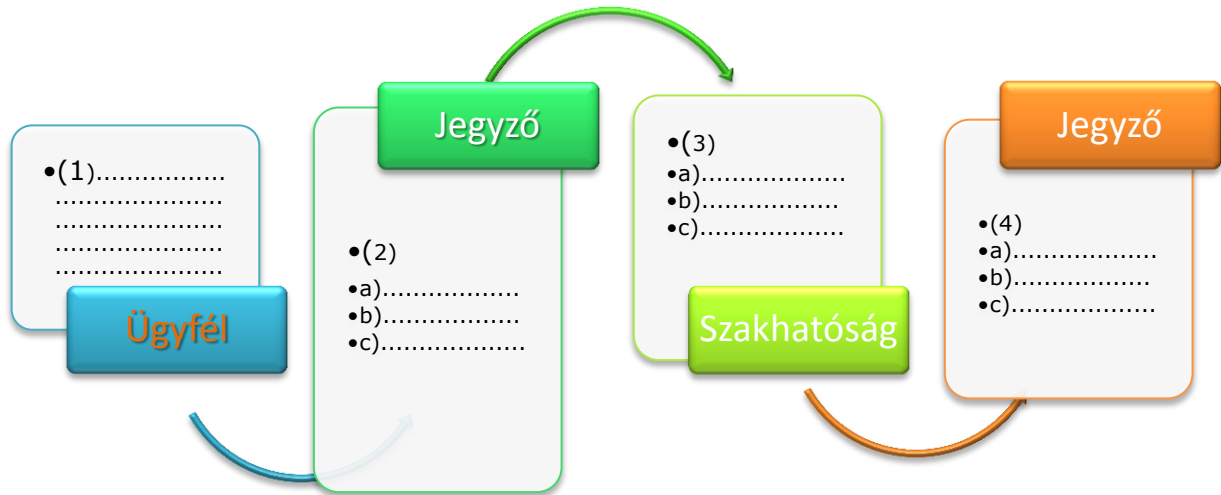 •(1)..................
.......................
.......................
.......................
.......................
Ügyfél
Jegyző
•(2)
•a)...................
•b)...................
•c)....................
•(3)
•a)....................
•b)...................
•c)....................
Szakhatóság
Jegyző
•(4)
•a)....................
•b)...................
•c)....................